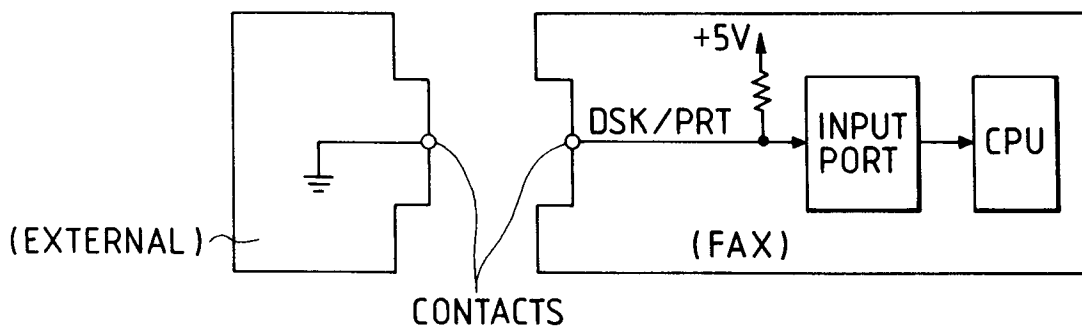 +5V
DSK/PRT
INPUT
PORT
CPU
(EXTERNAL)
(FAX)
CONTACTS